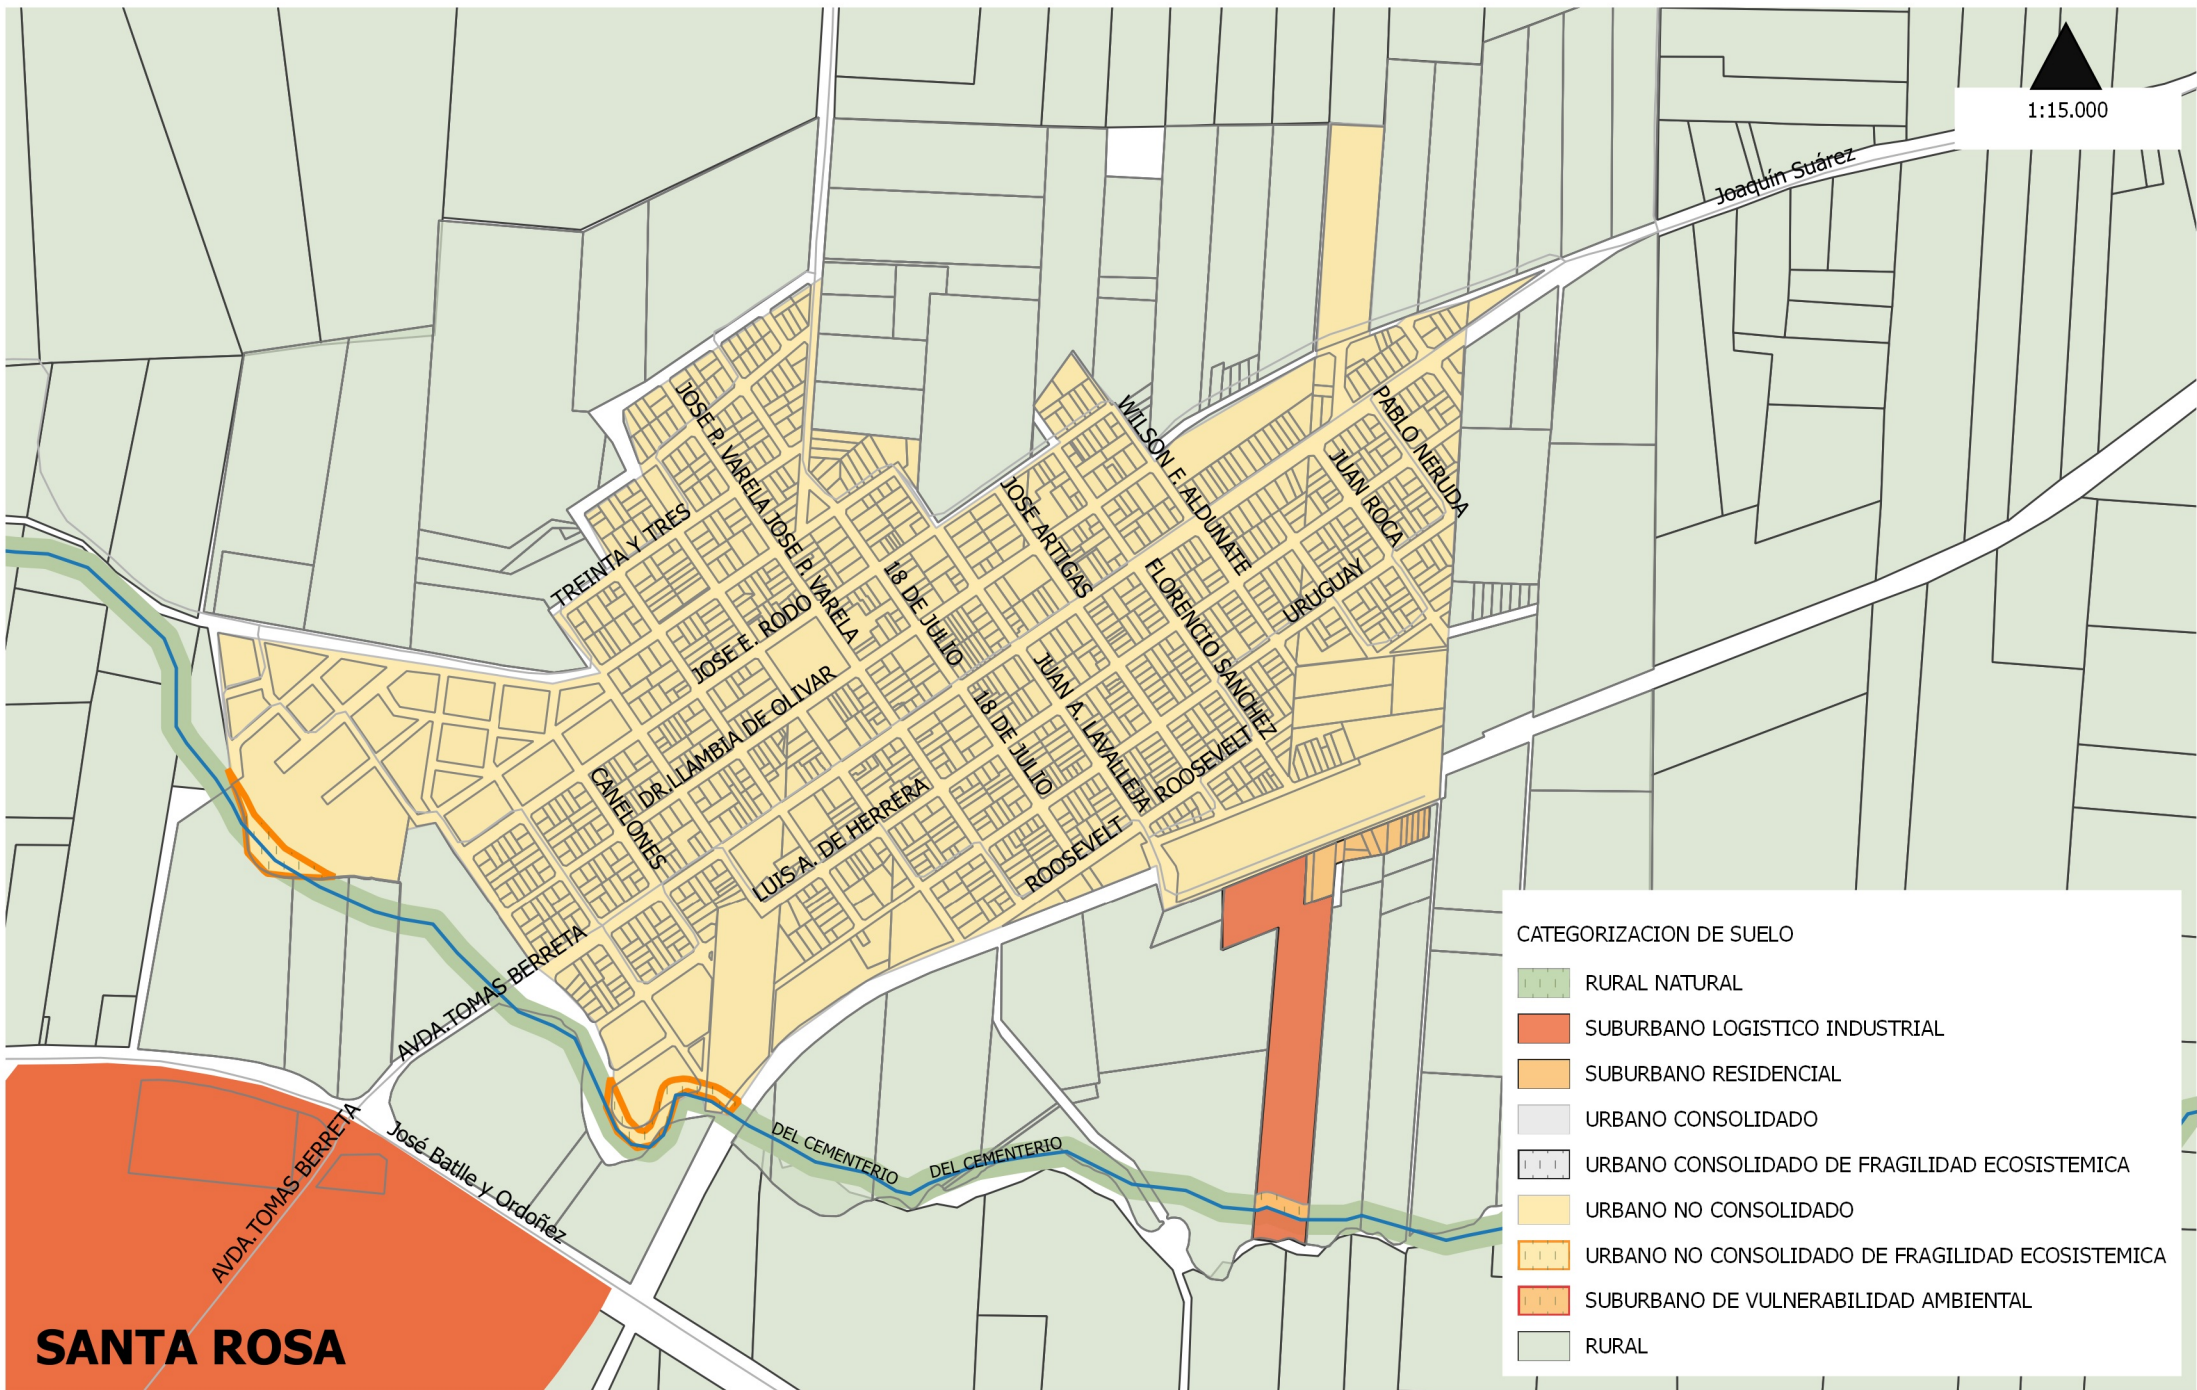 1:15.000
Joaquín Suárez
JOSE P. VARELA
JOSE P. VARELA
WILSON F. ALDUNATE
PABLO NERUDA
JUAN ROCA
TREINTA Y TRES
JOSE ARTIGAS
18 DE JULIO
FLORENCIO SANCHEZ
URUGUAY
JOSE E. RODO
DR.LLAMBIA DE OLIVAR
JUAN A. LAVALLEJA
18 DE JULIO
ROOSEVELT
CANELONES
LUIS A. DE HERRERA
ROOSEVELT
AVDA.TOMAS BERRETA
AVDA.TOMAS BERRETA
José Batlle y Ordoñez
DEL CEMENTERIO
DEL CEMENTERIO
SANTA ROSA
CATEGORIZACION DE SUELO
RURAL NATURAL
SUBURBANO LOGISTICO INDUSTRIAL
SUBURBANO RESIDENCIAL
URBANO CONSOLIDADO
URBANO CONSOLIDADO DE FRAGILIDAD ECOSISTEMICA
URBANO NO CONSOLIDADO
URBANO NO CONSOLIDADO DE FRAGILIDAD ECOSISTEMICA
SUBURBANO DE VULNERABILIDAD AMBIENTAL
RURAL